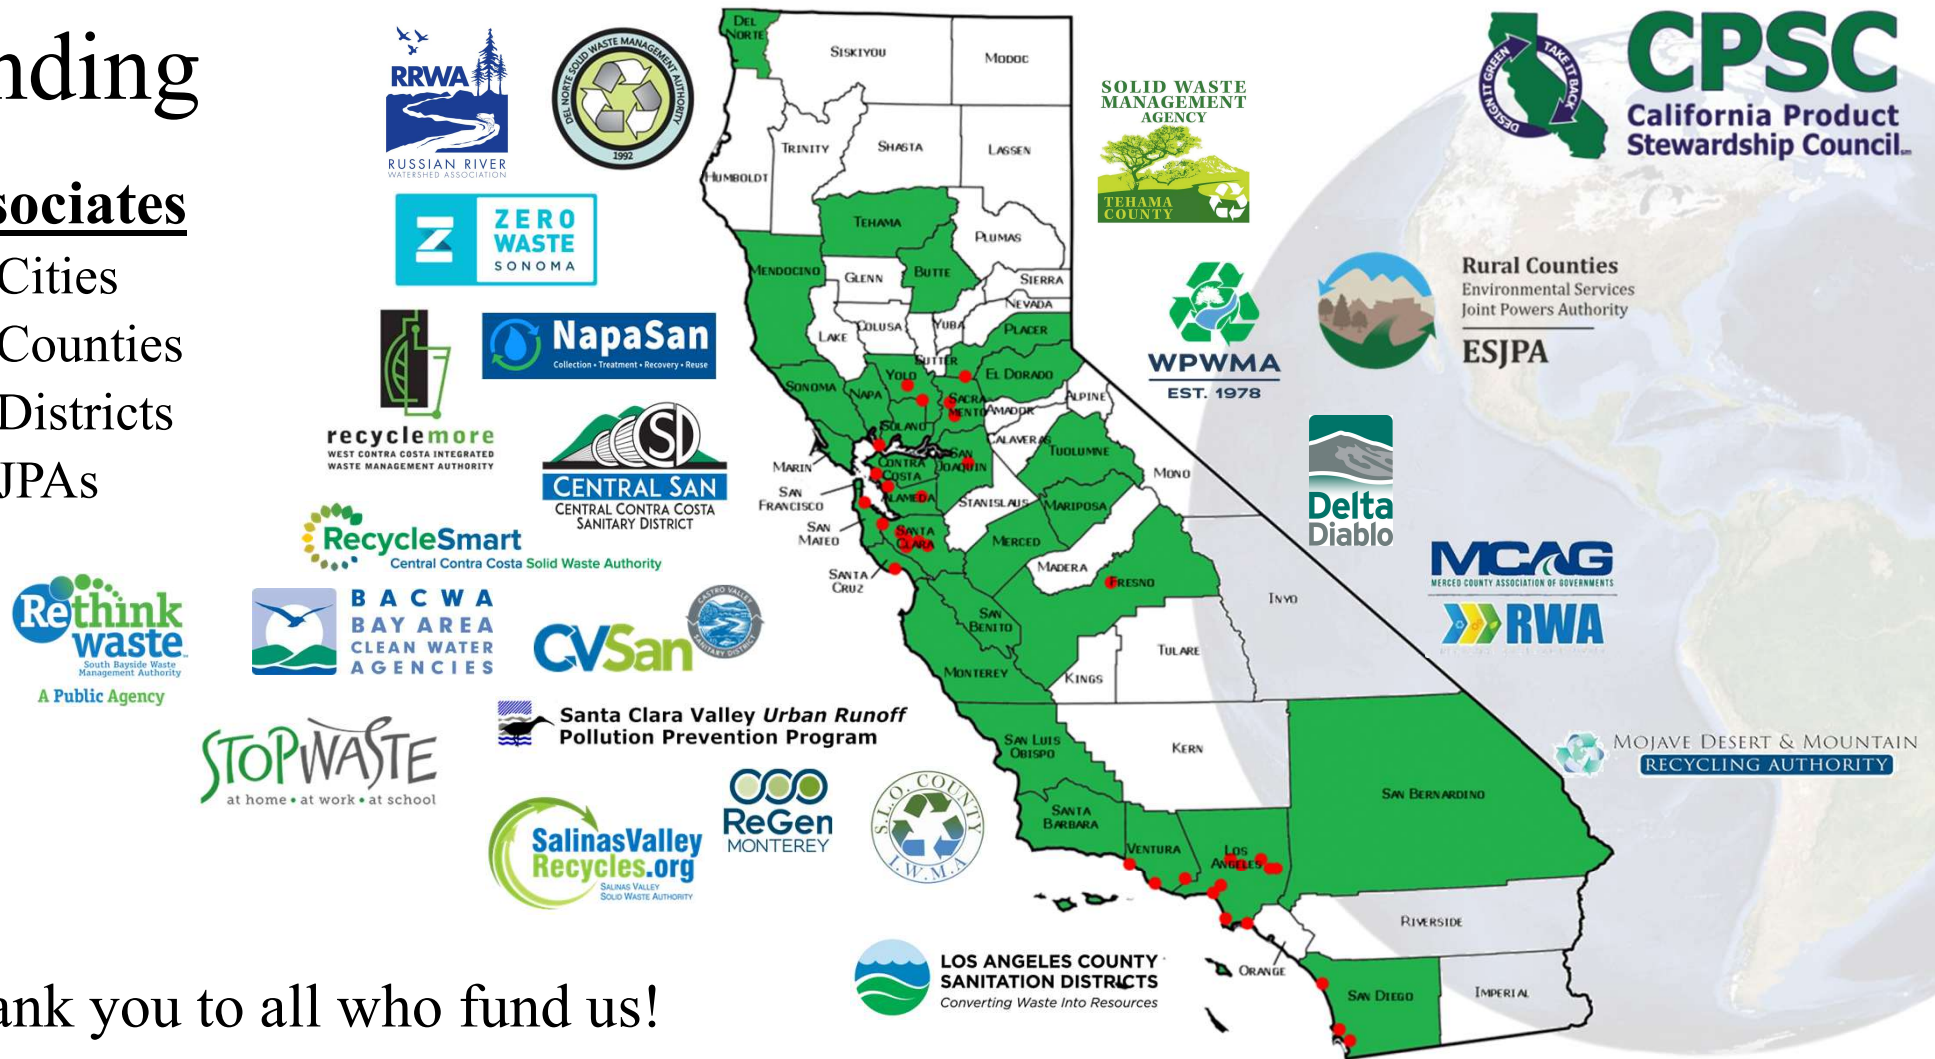 nding
sociates
Cities
Counties
Districts
JPAs
ank you to all who fund us!
RRWA
RUSSIAN RIVER
WATERSHED ASSOCIATION
DEL NORTE SOLID WASTE MANAGEMENT AUTHORITY
1992
Z
ZERO
WASTE
SONOMA
NapaSan
Collection • Treatment • Recovery • Reuse
recyclemore
WEST CONTRA COSTA INTEGRATED
WASTE MANAGEMENT AUTHORITY
CSD
CENTRAL SAN
CENTRAL CONTRA COSTA
SANITARY DISTRICT
RecycleSmart
Central Contra Costa Solid Waste Authority
Rethink
waste
South Bayside Waste
Management Authority
A Public Agency
BACWA
BAY AREA
CLEAN WATER
AGENCIES
CVSan
CASTRO VALLEY
SANITARY DISTRICT
STOPWASTE
at home • at work • at school
Santa Clara Valley Urban Runoff
Pollution Prevention Program
SalinasValley
Recycles.org
SALINAS VALLEY
SOLID WASTE AUTHORITY
ReGen
MONTEREY
S.L.O. COUNTY
I.W.M.A
LOS ANGELES COUNTY
SANITATION DISTRICTS
Converting Waste Into Resources
SOLID WASTE
MANAGEMENT
AGENCY
TEHAMA
COUNTY
DESIGN IT GREEN
TAKE IT BACK
CPSC
California Product
Stewardship Council
sm
WPWMA
EST. 1978
Rural Counties
Environmental Services
Joint Powers Authority
ESJPA
Delta
Diablo
MCAG
MERCED COUNTY ASSOCIATION OF GOVERNMENTS
RWA
MOJAVE DESERT & MOUNTAIN
RECYCLING AUTHORITY
DEL
NORTE
SISKIYOU
MODOC
TRINITY
SHASTA
LASSEN
HUMBOLDT
TEHAMA
PLUMAS
MENDOCINO
GLENN
BUTTE
SIERRA
NEVADA
LAKE
COLUSA
YUBA
PLACER
SUTTER
SONOMA
NAPA
YOLO
EL DORADO
SACRA
MENTO
AMADOR
ALPINE
SOLANO
CALAVERAS
TUOLUMNE
MARIN
CONTRA
COSTA
SAN
JOAQUIN
MONO
SAN
FRANCISCO
ALAMEDA
STANISLAUS
MARIPOSA
SAN
MATEO
SANTA
CLARA
MERCED
SANTA
CRUZ
MADERA
FRESNO
INYO
SAN
BENITO
MONTEREY
KINGS
TULARE
SAN LUIS
OBISPO
KERN
SAN BERNARDINO
SANTA
BARBARA
VENTURA
LOS
ANGELES
RIVERSIDE
ORANGE
SAN DIEGO
IMPERIAL